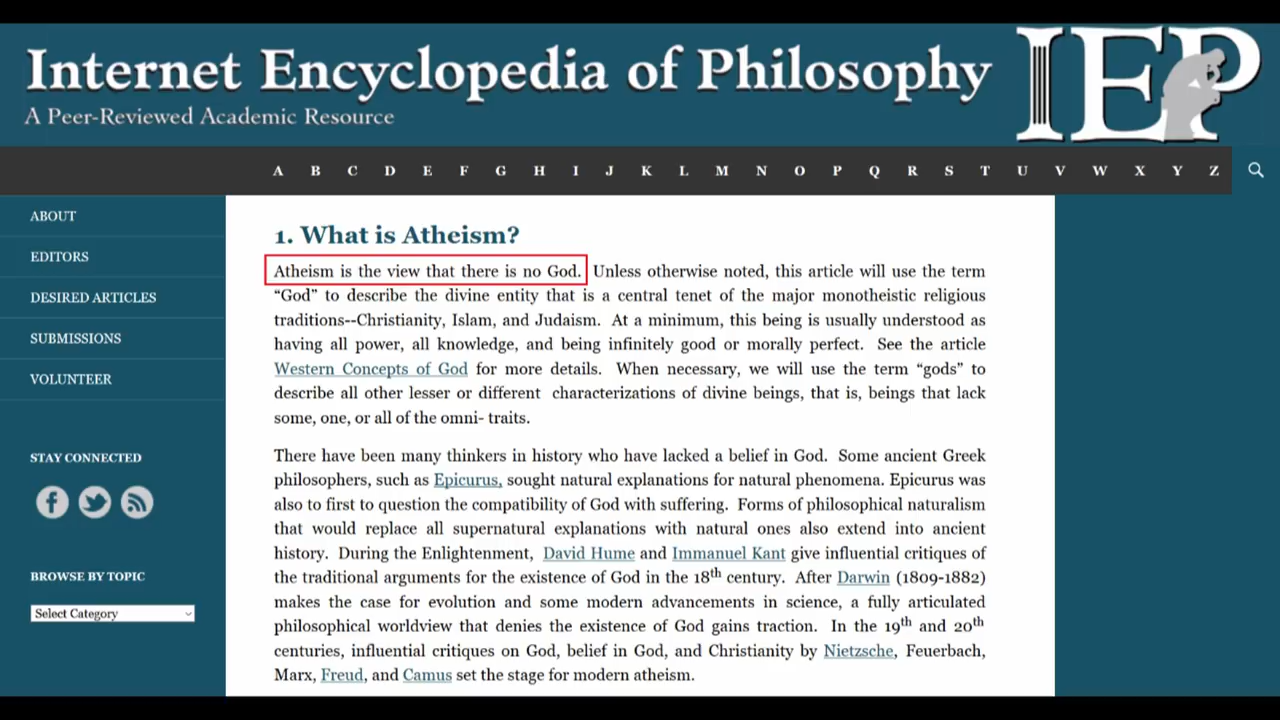 Internet Encyclopedia of Philosophy
IEP
A Peer-Reviewed Academic Resource
A B C D E F G H I J K L M N O P Q R S T U V W X Y Z
ABOUT
EDITORS
DESIRED ARTICLES
SUBMISSIONS
VOLUNTEER
STAY CONNECTED
BROWSE BY TOPIC
Select Category
1. What is Atheism?
Atheism is the view that there is no God. Unless otherwise noted, this article will use the term
“God” to describe the divine entity that is a central tenet of the major monotheistic religious
traditions--Christianity, Islam, and Judaism. At a minimum, this being is usually understood as
having all power, all knowledge, and being infinitely good or morally perfect. See the article
Western Concepts of God for more details. When necessary, we will use the term “gods” to
describe all other lesser or different characterizations of divine beings, that is, beings that lack
some, one, or all of the omni- traits.
There have been many thinkers in history who have lacked a belief in God. Some ancient Greek
philosophers, such as Epicurus, sought natural explanations for natural phenomena. Epicurus was
also to first to question the compatibility of God with suffering. Forms of philosophical naturalism
that would replace all supernatural explanations with natural ones also extend into ancient
history. During the Enlightenment, David Hume and Immanuel Kant give influential critiques of
the traditional arguments for the existence of God in the 18th century. After Darwin (1809-1882)
makes the case for evolution and some modern advancements in science, a fully articulated
philosophical worldview that denies the existence of God gains traction. In the 19th and 20th
centuries, influential critiques on God, belief in God, and Christianity by Nietzsche, Feuerbach,
Marx, Freud, and Camus set the stage for modern atheism.